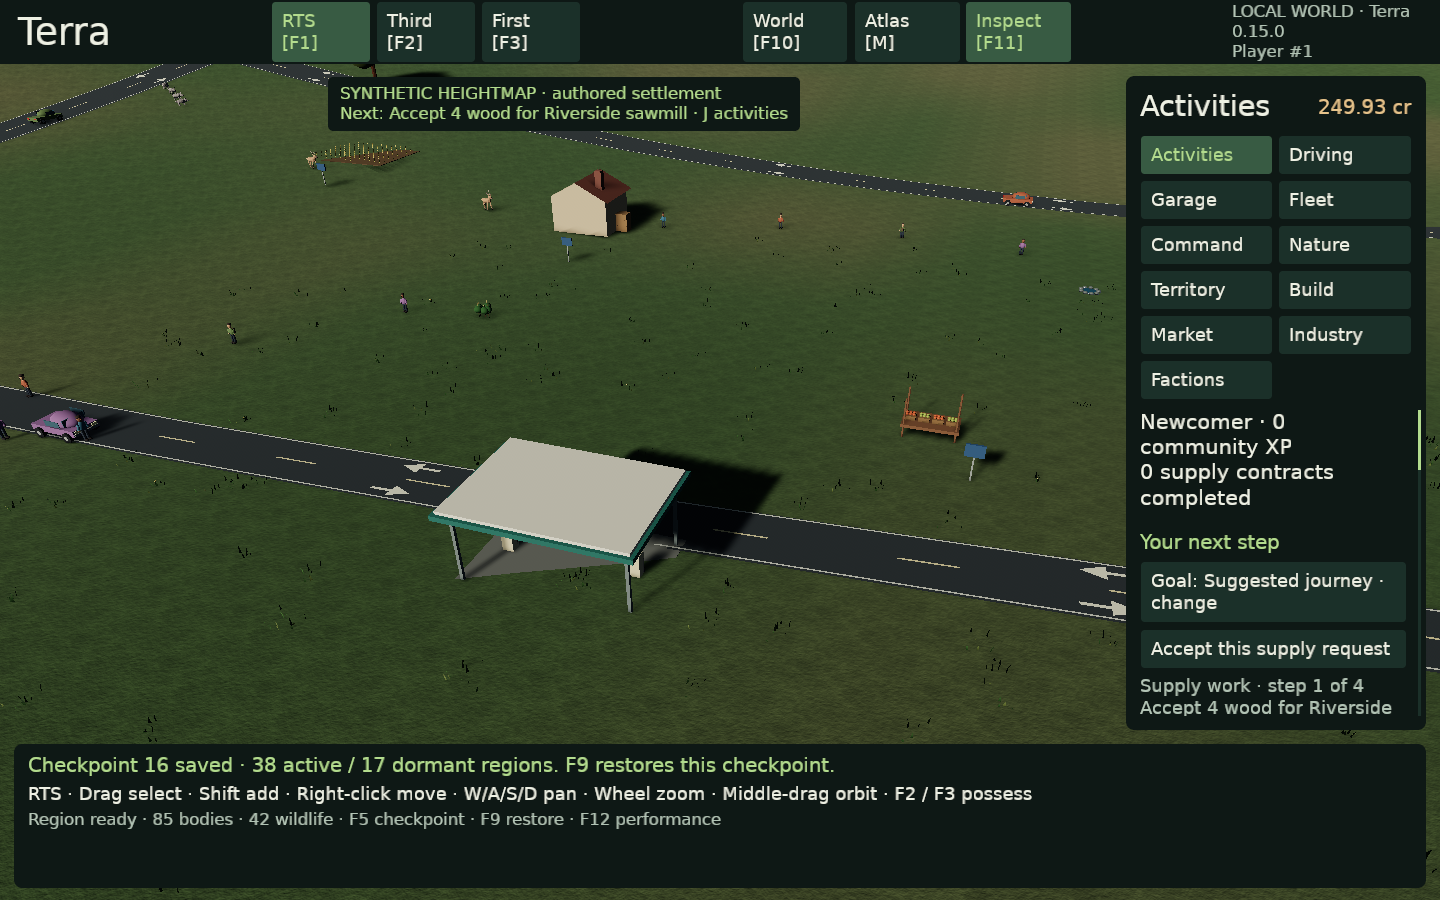 Terra
RTS
[F1]
Third
[F2]
First
[F3]
World
[F10]
Atlas
[M]
Inspect
[F11]
LOCAL WORLD · Terra
0.15.0
Player #1
SYNTHETIC HEIGHTMAP · authored settlement
Next: Accept 4 wood for Riverside sawmill · J activities
Activities
249.93 cr
Activities
Driving
Garage
Fleet
Command
Nature
Territory
Build
Market
Industry
Factions
Newcomer · 0
community XP
0 supply contracts
completed
Your next step
Goal: Suggested journey ·
change
Accept this supply request
Supply work · step 1 of 4
Accept 4 wood for Riverside
Checkpoint 16 saved · 38 active / 17 dormant regions. F9 restores this checkpoint.
RTS · Drag select · Shift add · Right-click move · W/A/S/D pan · Wheel zoom · Middle-drag orbit · F2 / F3 possess
Region ready · 85 bodies · 42 wildlife · F5 checkpoint · F9 restore · F12 performance